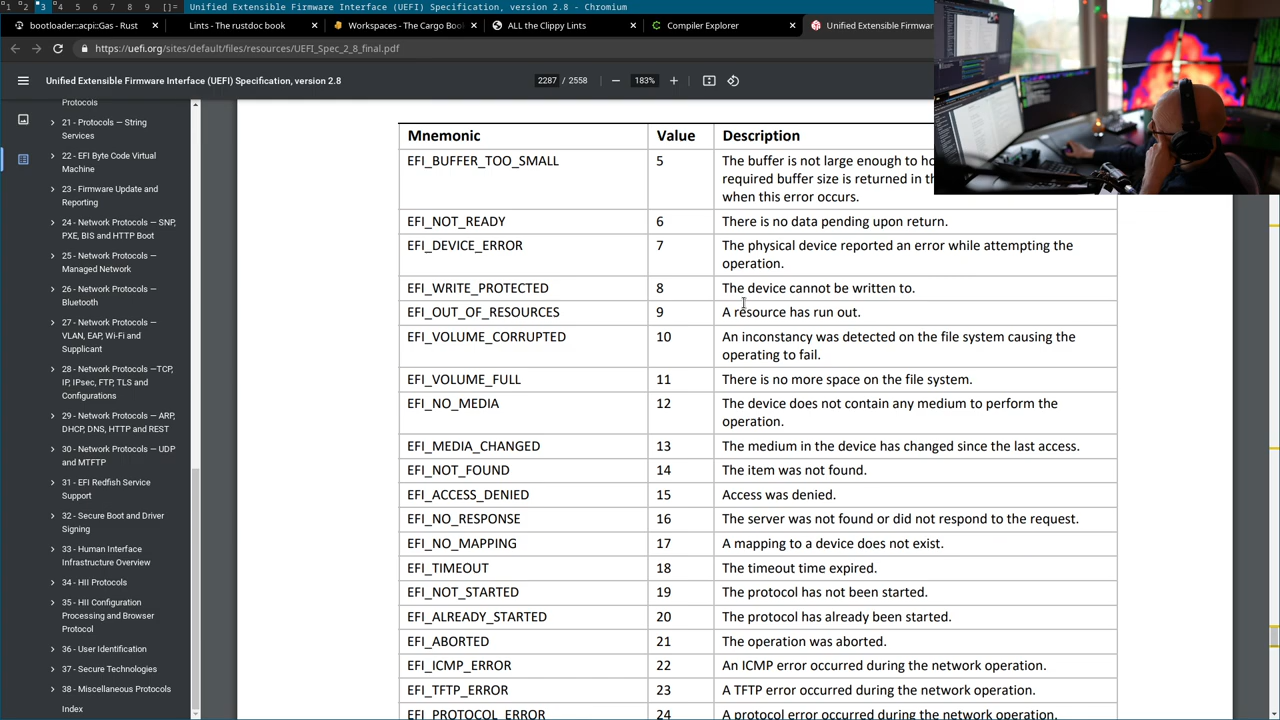 1 2 3 4 5 6 7 8 9 []= Unified Extensible Firmware Interface (UEFI) Specification, version 2.8 - Chromium
bootloader::acpi::Gas - Rust
Lints - The rustdoc book
Workspaces - The Cargo Bo
ALL the Clippy Lints
Compiler Explorer
Unified Extensible Firmwa
https://uefi.org/sites/default/files/resources/UEFI_Spec_2_8_final.pdf
Unified Extensible Firmware Interface (UEFI) Specification, version 2.8
2287 / 2598
183%
Protocols
21 - Protocols — String
Services
22 - EFI Byte Code Virtual
Machine
23 - Firmware Update and
Reporting
24 - Network Protocols — SNP,
PXE, BIS and HTTP Boot
25 - Network Protocols —
Managed Network
26 - Network Protocols —
Bluetooth
27 - Network Protocols —
VLAN, EAP, Wi-Fi and
Supplicant
28 - Network Protocols —TCP,
IP, IPsec, FTP, TLS and
Configurations
29 - Network Protocols — ARP,
DHCP, DNS, HTTP and REST
30 - Network Protocols — UDP
and MTFTP
31 - EFI Redfish Service
Support
32 - Secure Boot and Driver
Signing
33 - Human Interface
Infrastructure Overview
34 - HII Protocols
35 - HII Configuration
Processing and Browser
Protocol
36 - User Identification
37 - Secure Technologies
38 - Miscellaneous Protocols
Index
Mnemonic Value Description
EFI_BUFFER_TOO_SMALL 5 The buffer is not large enough to ho
required buffer size is returned in th
when this error occurs.
EFI_NOT_READY 6 There is no data pending upon return.
EFI_DEVICE_ERROR 7 The physical device reported an error while attempting the
operation.
EFI_WRITE_PROTECTED 8 The device cannot be written to.
EFI_OUT_OF_RESOURCES 9 A resource has run out.
EFI_VOLUME_CORRUPTED 10 An inconstancy was detected on the file system causing the
operating to fail.
EFI_VOLUME_FULL 11 There is no more space on the file system.
EFI_NO_MEDIA 12 The device does not contain any medium to perform the
operation.
EFI_MEDIA_CHANGED 13 The medium in the device has changed since the last access.
EFI_NOT_FOUND 14 The item was not found.
EFI_ACCESS_DENIED 15 Access was denied.
EFI_NO_RESPONSE 16 The server was not found or did not respond to the request.
EFI_NO_MAPPING 17 A mapping to a device does not exist.
EFI_TIMEOUT 18 The timeout time expired.
EFI_NOT_STARTED 19 The protocol has not been started.
EFI_ALREADY_STARTED 20 The protocol has already been started.
EFI_ABORTED 21 The operation was aborted.
EFI_ICMP_ERROR 22 An ICMP error occurred during the network operation.
EFI_TFTP_ERROR 23 A TFTP error occurred during the network operation.
EFI_PROTOCOL_ERROR 24 A protocol error occurred during the network operation.